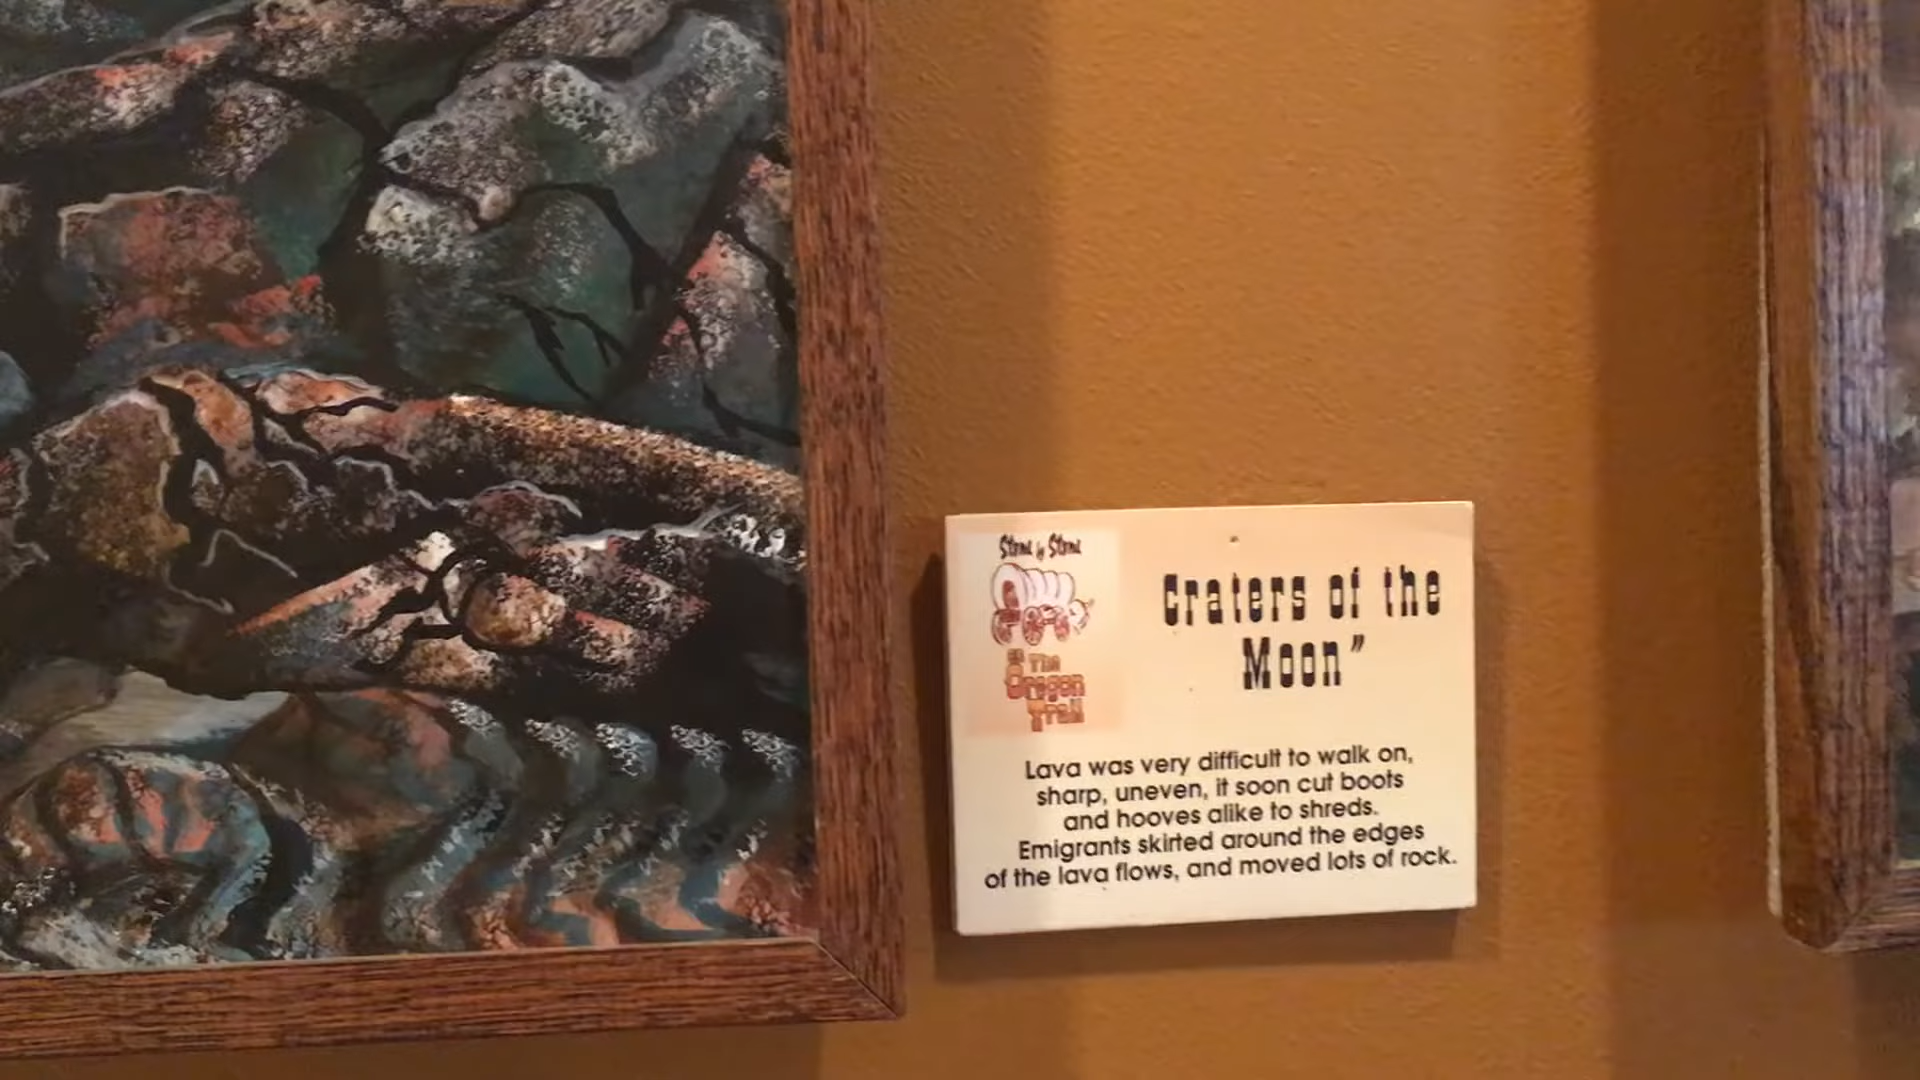 Stone by Stone
on The
Oregon
Trail
Craters of the
Moon"
Lava was very difficult to walk on,
sharp, uneven, it soon cut boots
and hooves alike to shreds.
Emigrants skirted around the edges
of the lava flows, and moved lots of rock.